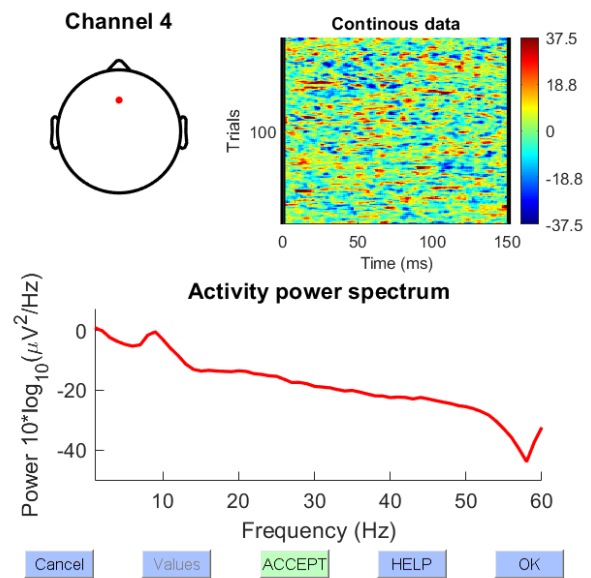 Channel 4
Continous data
Trials
100
0
50
100
150
Time (ms)
37.5
18.8
0
-18.8
-37.5
Activity power spectrum
Power 10*log10(μV2/Hz)
0
-20
-40
10
20
30
40
50
60
Frequency (Hz)
Cancel
Values
ACCEPT
HELP
OK